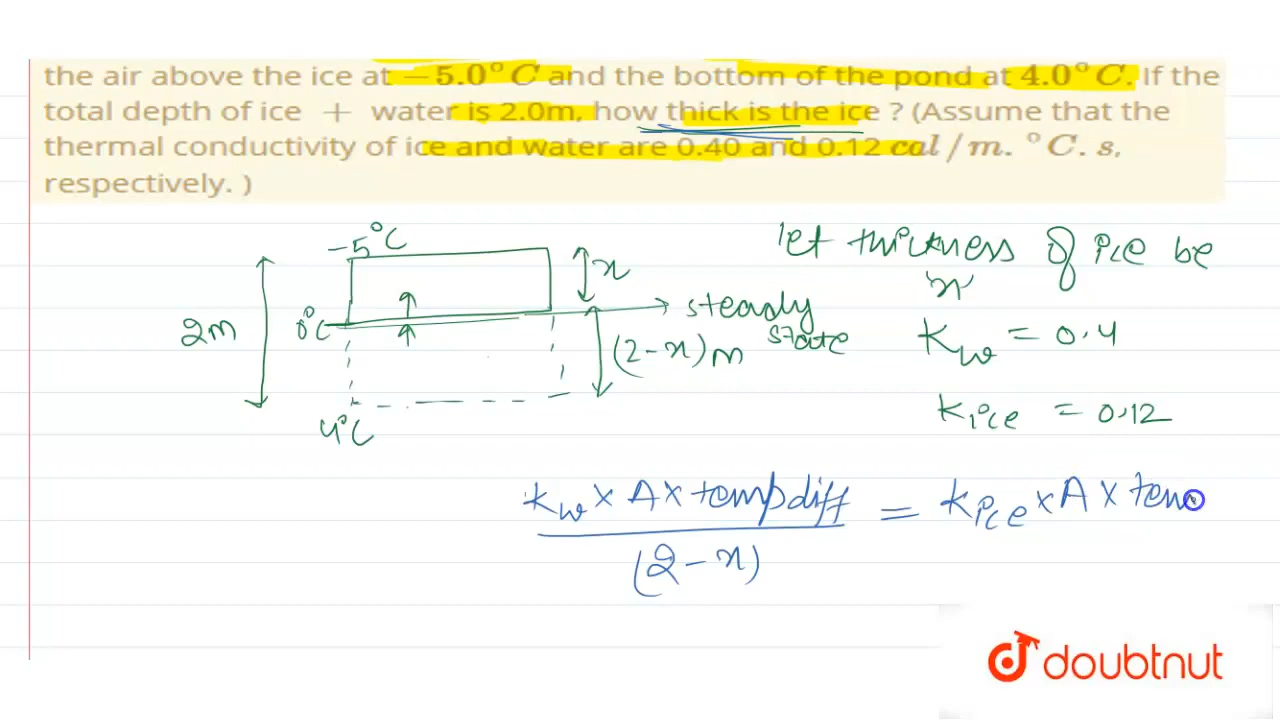 the air above the ice at −5.0°C and the bottom of the pond at 4.0°C. If the
total depth of ice + water is 2.0m, how thick is the ice ? (Assume that the
thermal conductivity of ice and water are 0.40 and 0.12 cal/m.°C.s,
respectively. )
-5°C
let thickness of ice be
x
x
steady
state
2m
0°C
(2-x)m
Kw = 0.4
4°C
Kice = 0.12
Kw × A × temp diff = Kice × A × tem
(2-x)
doubtnut